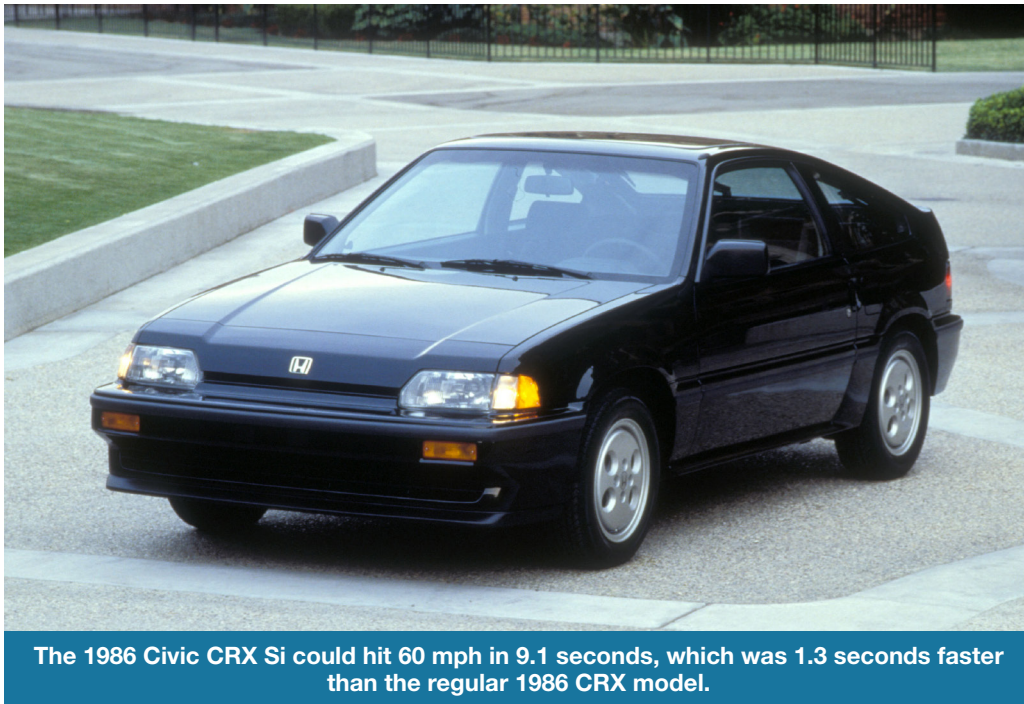 The 1986 Civic CRX Si could hit 60 mph in 9.1 seconds, which was 1.3 seconds faster
than the regular 1986 CRX model.